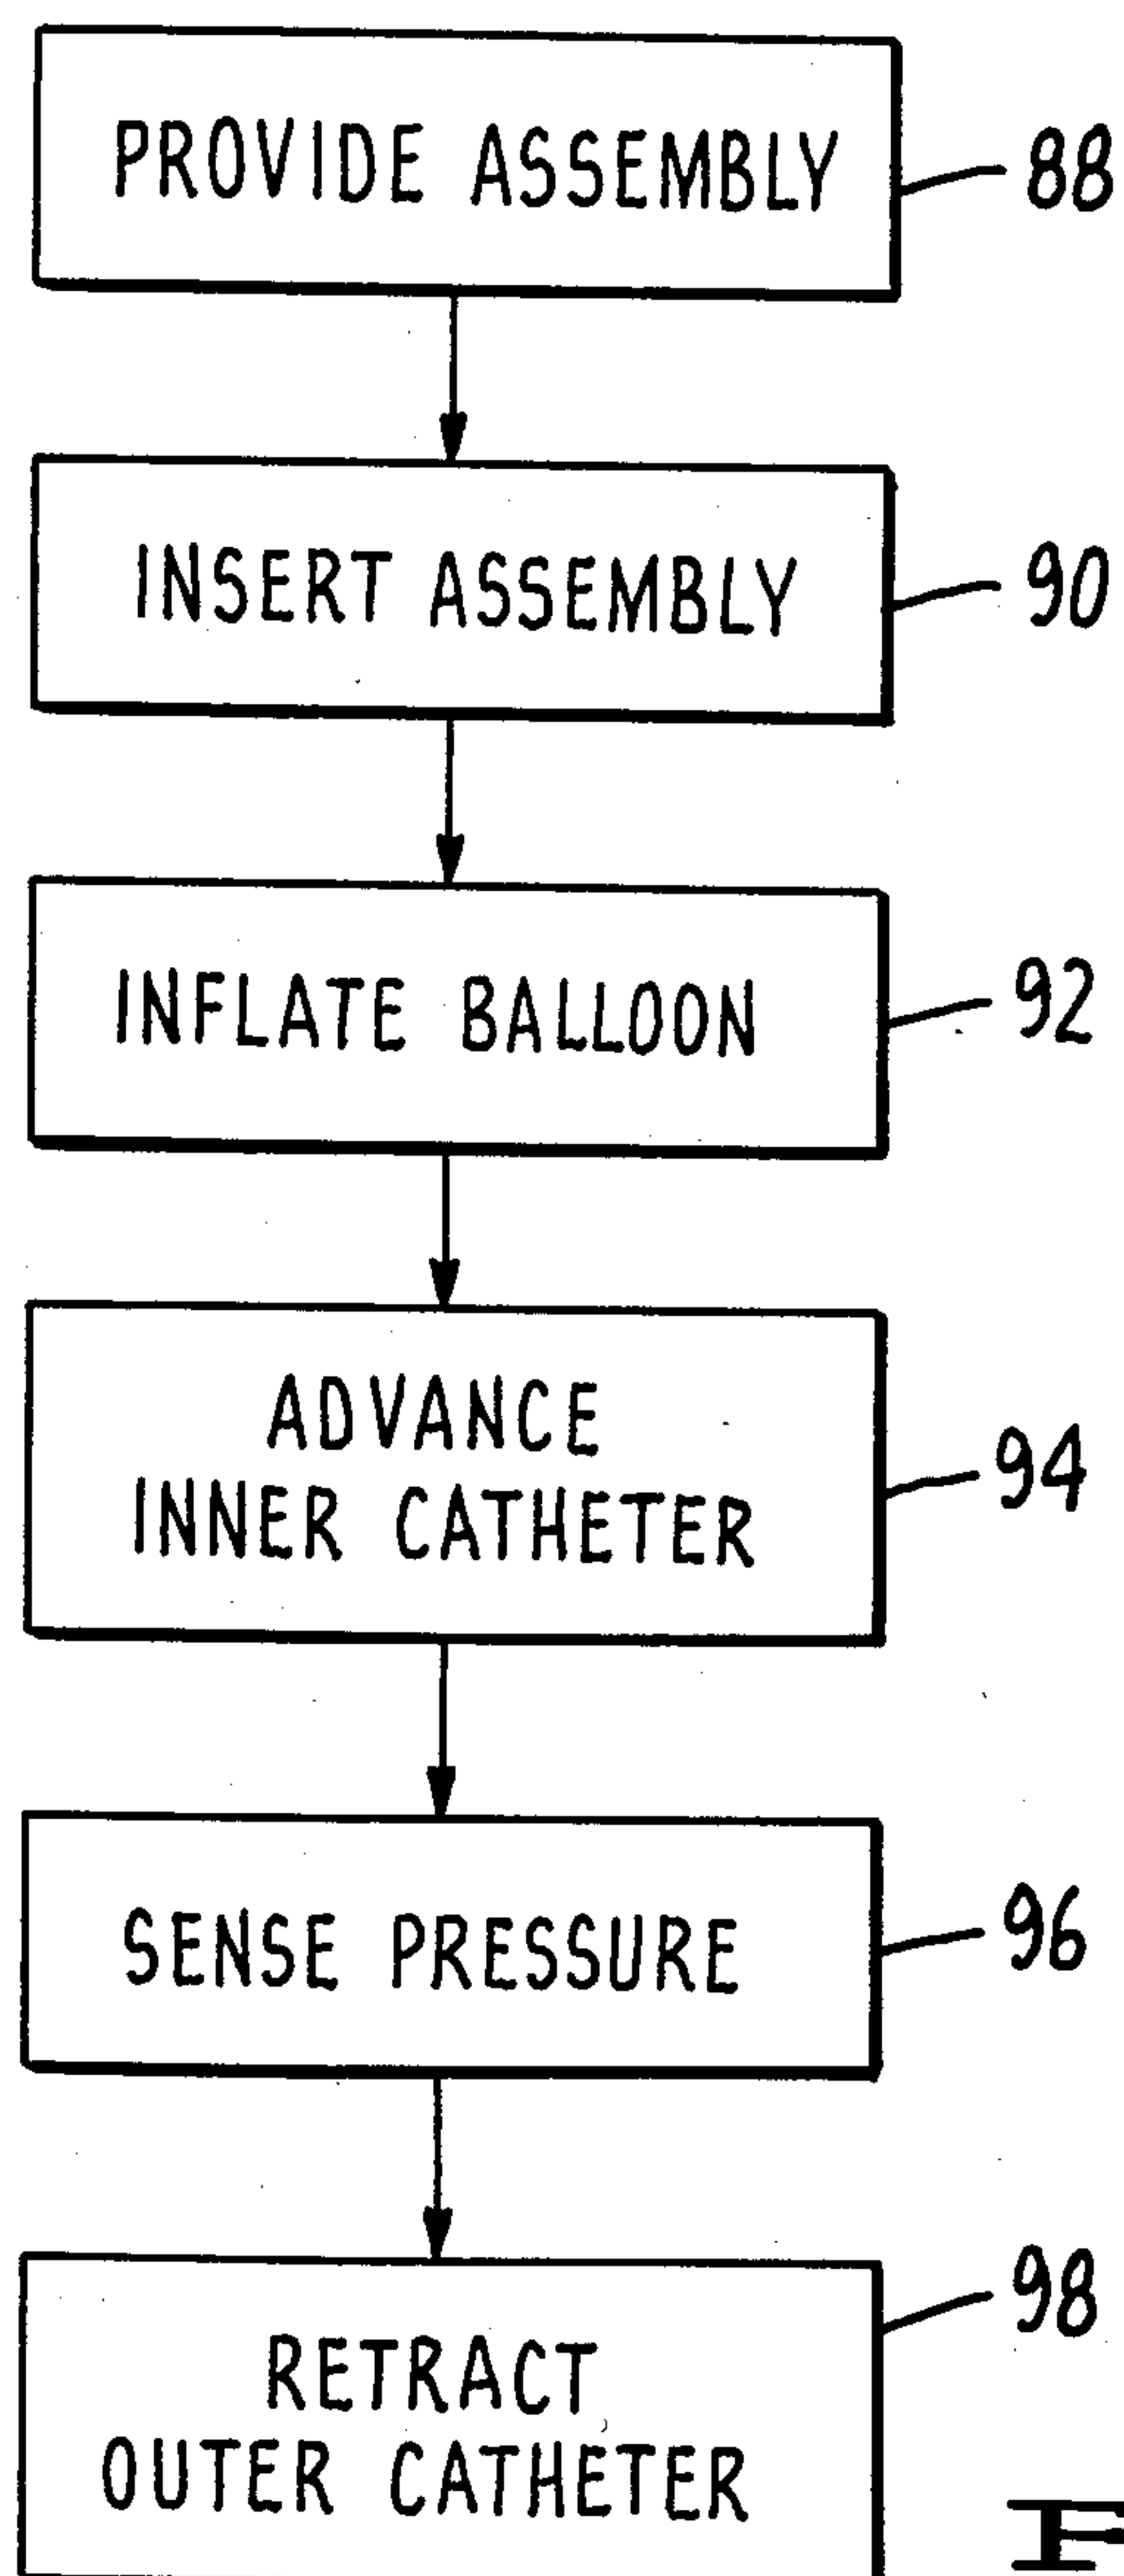 PROVIDE ASSEMBLY
88
INSERT ASSEMBLY
90
INFLATE BALLOON
92
ADVANCE
INNER CATHETER
94
SENSE PRESSURE
96
RETRACT
OUTER CATHETER
98